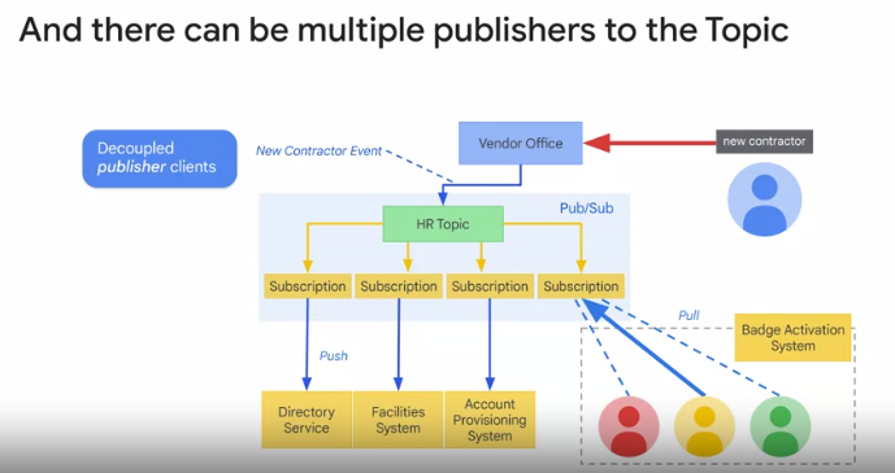 And there can be multiple publishers to the Topic
Decoupled
publisher clients
New Contractor Event
Vendor Office
new contractor
Pub/Sub
HR Topic
Subscription
Subscription
Subscription
Subscription
Pull
Badge Activation
System
Push
Directory
Service
Facilities
System
Account
Provisioning
System